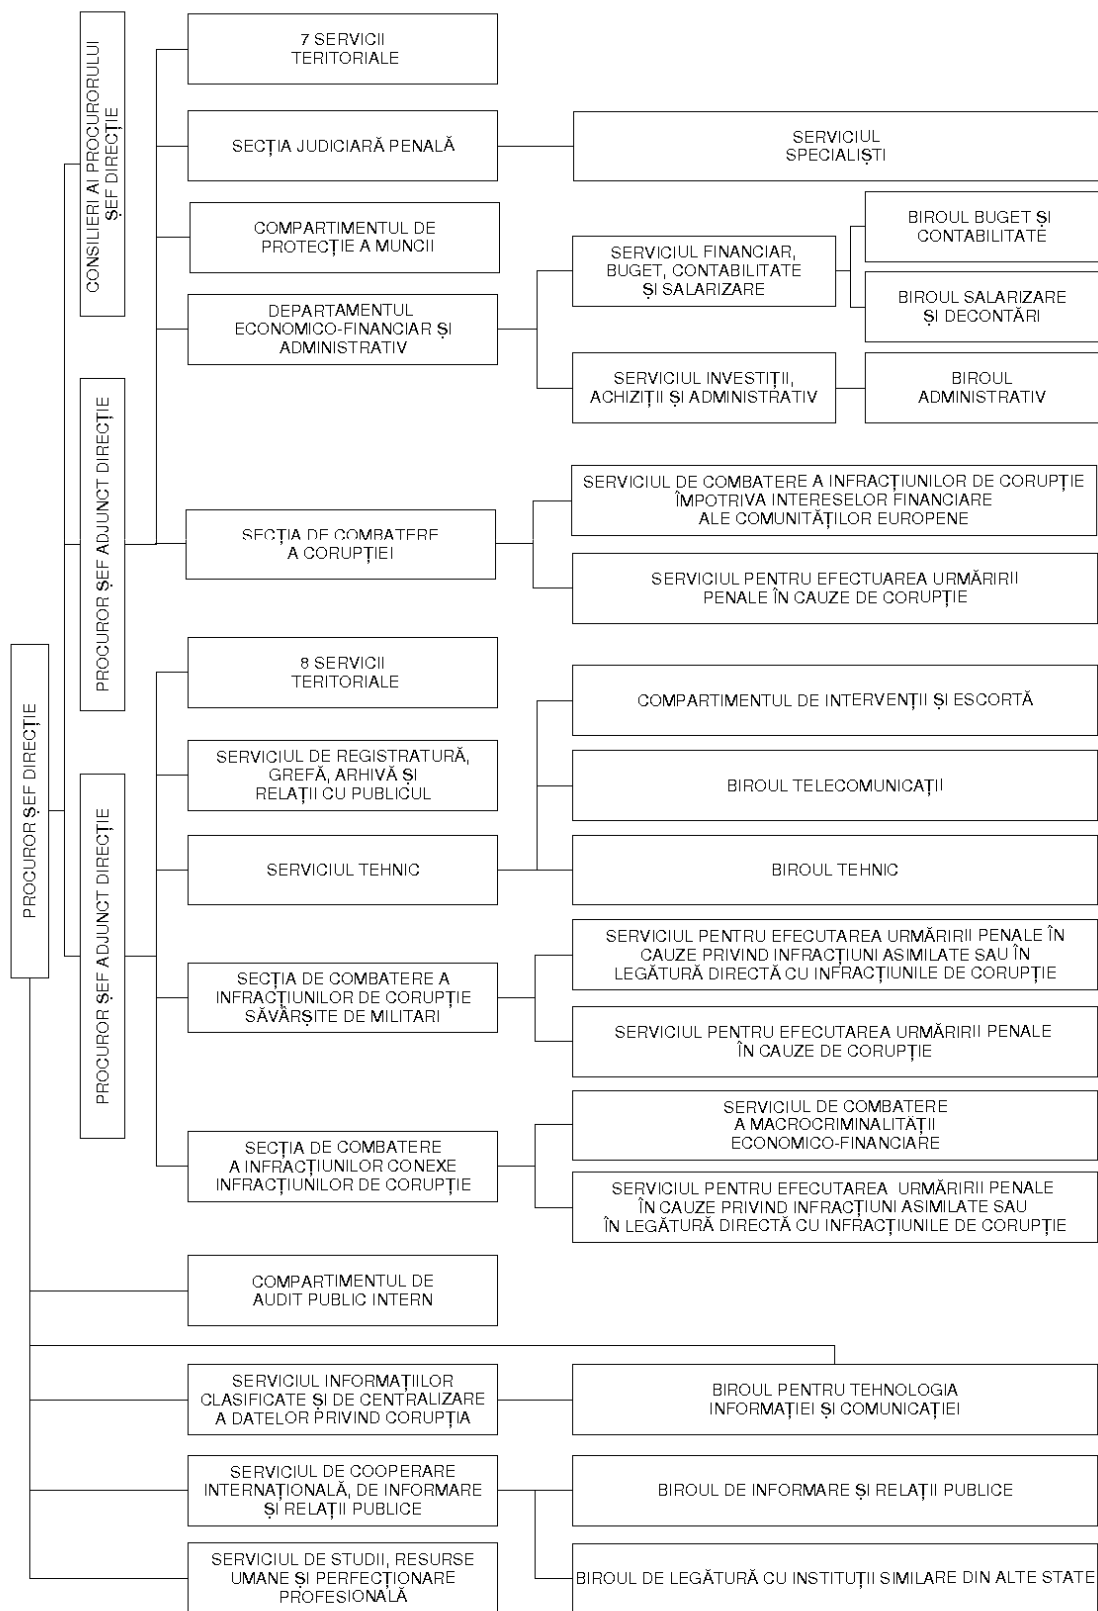 CONSILIERI AI PROCURORULUI
ȘEF DIRECȚIE
PROCUROR ȘEF ADJUNCT DIRECȚIE
PROCUROR ȘEF DIRECȚIE
PROCUROR ȘEF ADJUNCT DIRECȚIE
7 SERVICII
TERITORIALE
SECȚIA JUDICIARĂ PENALĂ
SERVICIUL
SPECIALIȘTI
COMPARTIMENTUL DE
PROTECȚIE A MUNCII
DEPARTAMENTUL
ECONOMICO-FINANCIAR ȘI
ADMINISTRATIV
SERVICIUL FINANCIAR,
BUGET, CONTABILITATE
ȘI SALARIZARE
BIROUL BUGET ȘI
CONTABILITATE
BIROUL SALARIZARE
ȘI DECONTĂRI
SERVICIUL INVESTIȚII,
ACHIZIȚII ȘI ADMINISTRATIV
BIROUL
ADMINISTRATIV
SECȚIA DE COMBATERE
A CORUPȚIEI
SERVICIUL DE COMBATERE A INFRACȚIUNILOR DE CORUPȚIE
ÎMPOTRIVA INTERESELOR FINANCIARE
ALE COMUNITĂȚILOR EUROPENE
SERVICIUL PENTRU EFECTUAREA URMĂRIRII
PENALE ÎN CAUZE DE CORUPȚIE
8 SERVICII
TERITORIALE
SERVICIUL DE REGISTRATURĂ,
GREFĂ, ARHIVĂ ȘI
RELAȚII CU PUBLICUL
SERVICIUL TEHNIC
COMPARTIMENTUL DE INTERVENȚII ȘI ESCORTĂ
BIROUL TELECOMUNICAȚII
BIROUL TEHNIC
SECȚIA DE COMBATERE A
INFRACȚIUNILOR DE CORUPȚIE
SĂVÂRȘITE DE MILITARI
SERVICIUL PENTRU EFECUTAREA URMĂRIRII PENALE ÎN
CAUZE PRIVIND INFRACȚIUNI ASIMILATE SAU ÎN
LEGĂTURĂ DIRECTĂ CU INFRACȚIUNILE DE CORUPȚIE
SERVICIUL PENTRU EFECUTAREA URMĂRIRII PENALE
ÎN CAUZE DE CORUPȚIE
SECȚIA DE COMBATERE
A INFRACȚIUNILOR CONEXE
INFRACȚIUNILOR DE CORUPȚIE
SERVICIUL DE COMBATERE
A MACROCRIMINALITĂȚII
ECONOMICO-FINANCIARE
SERVICIUL PENTRU EFECUTAREA URMĂRIRII PENALE
ÎN CAUZE PRIVIND INFRACȚIUNI ASIMILATE SAU
ÎN LEGĂTURĂ DIRECTĂ CU INFRACȚIUNILE DE CORUPȚIE
COMPARTIMENTUL DE
AUDIT PUBLIC INTERN
SERVICIUL INFORMAȚIILOR
CLASIFICATE ȘI DE CENTRALIZARE
A DATELOR PRIVIND CORUPȚIA
BIROUL PENTRU TEHNOLOGIA
INFORMAȚIEI ȘI COMUNICAȚIEI
SERVICIUL DE COOPERARE
INTERNAȚIONALĂ, DE INFORMARE
ȘI RELAȚII PUBLICE
BIROUL DE INFORMARE ȘI RELAȚII PUBLICE
SERVICIUL DE STUDII, RESURSE
UMANE ȘI PERFECȚIONARE
PROFESIONALĂ
BIROUL DE LEGĂTURĂ CU INSTITUȚII SIMILARE DIN ALTE STATE